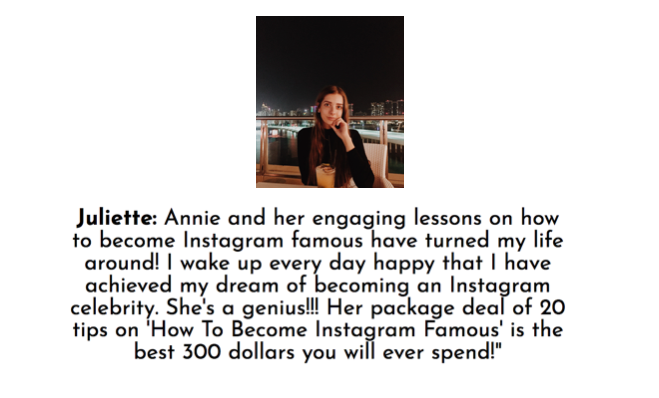 Juliette: Annie and her engaging lessons on how
to become Instagram famous have turned my life
around! I wake up every day happy that I have
achieved my dream of becoming an Instagram
celebrity. She's a genius!!! Her package deal of 20
tips on 'How To Become Instagram Famous' is the
best 300 dollars you will ever spend!"